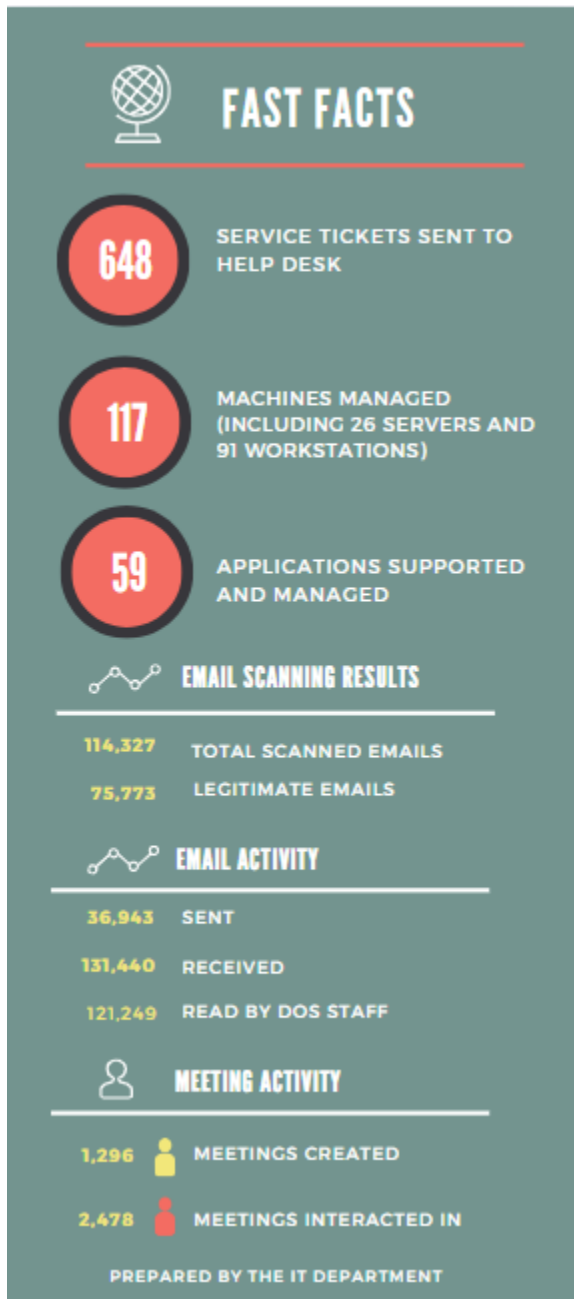 FAST FACTS
648
SERVICE TICKETS SENT TO
HELP DESK
117
MACHINES MANAGED
(INCLUDING 26 SERVERS AND
91 WORKSTATIONS)
59
APPLICATIONS SUPPORTED
AND MANAGED
EMAIL SCANNING RESULTS
114,327 TOTAL SCANNED EMAILS
75,773 LEGITIMATE EMAILS
EMAIL ACTIVITY
36,943 SENT
131,440 RECEIVED
121,249 READ BY DOS STAFF
MEETING ACTIVITY
1,296 MEETINGS CREATED
2,478 MEETINGS INTERACTED IN
PREPARED BY THE IT DEPARTMENT